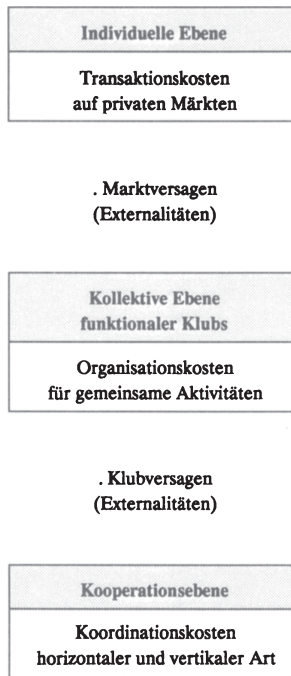 Individuelle Ebene
Transaktionskosten
auf privaten Märkten
. Marktversagen
(Externalitäten)
Kollektive Ebene
funktionaler Klubs
Organisationskosten
für gemeinsame Aktivitäten
. Klubversagen
(Externalitäten)
Kooperationsebene
Koordinationskosten
horizontaler und vertikaler Art